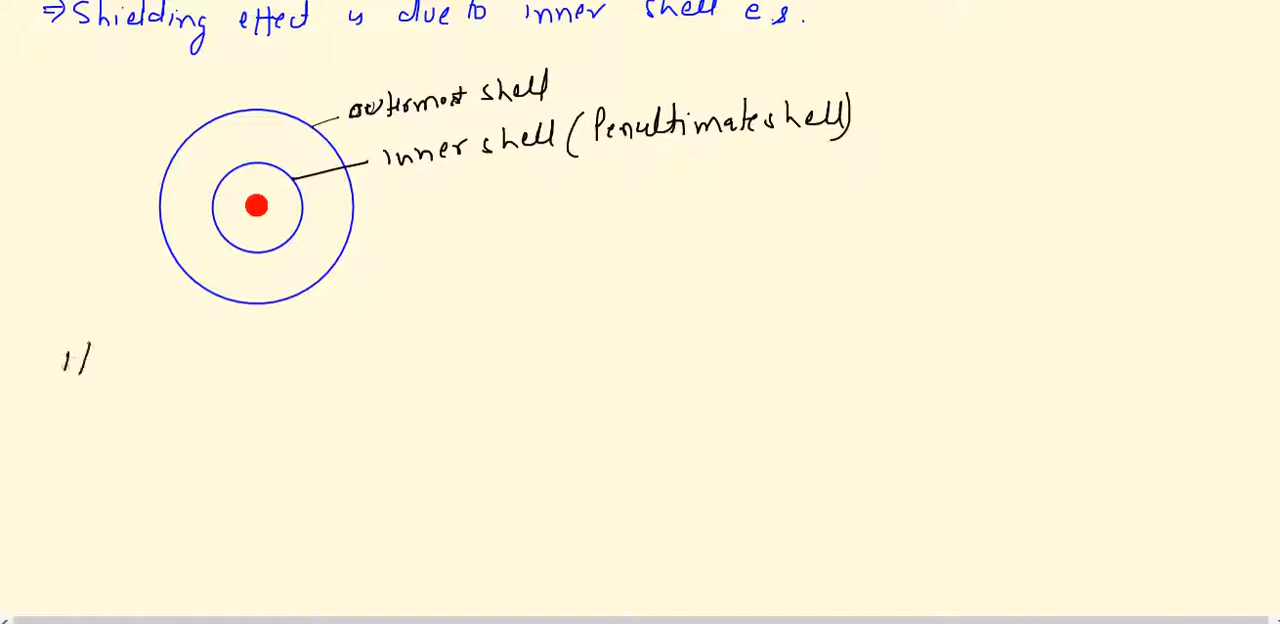 ⇒ Shielding effect is due to inner shell e s.
outermost shell
inner shell (Penultimate shell)
1/